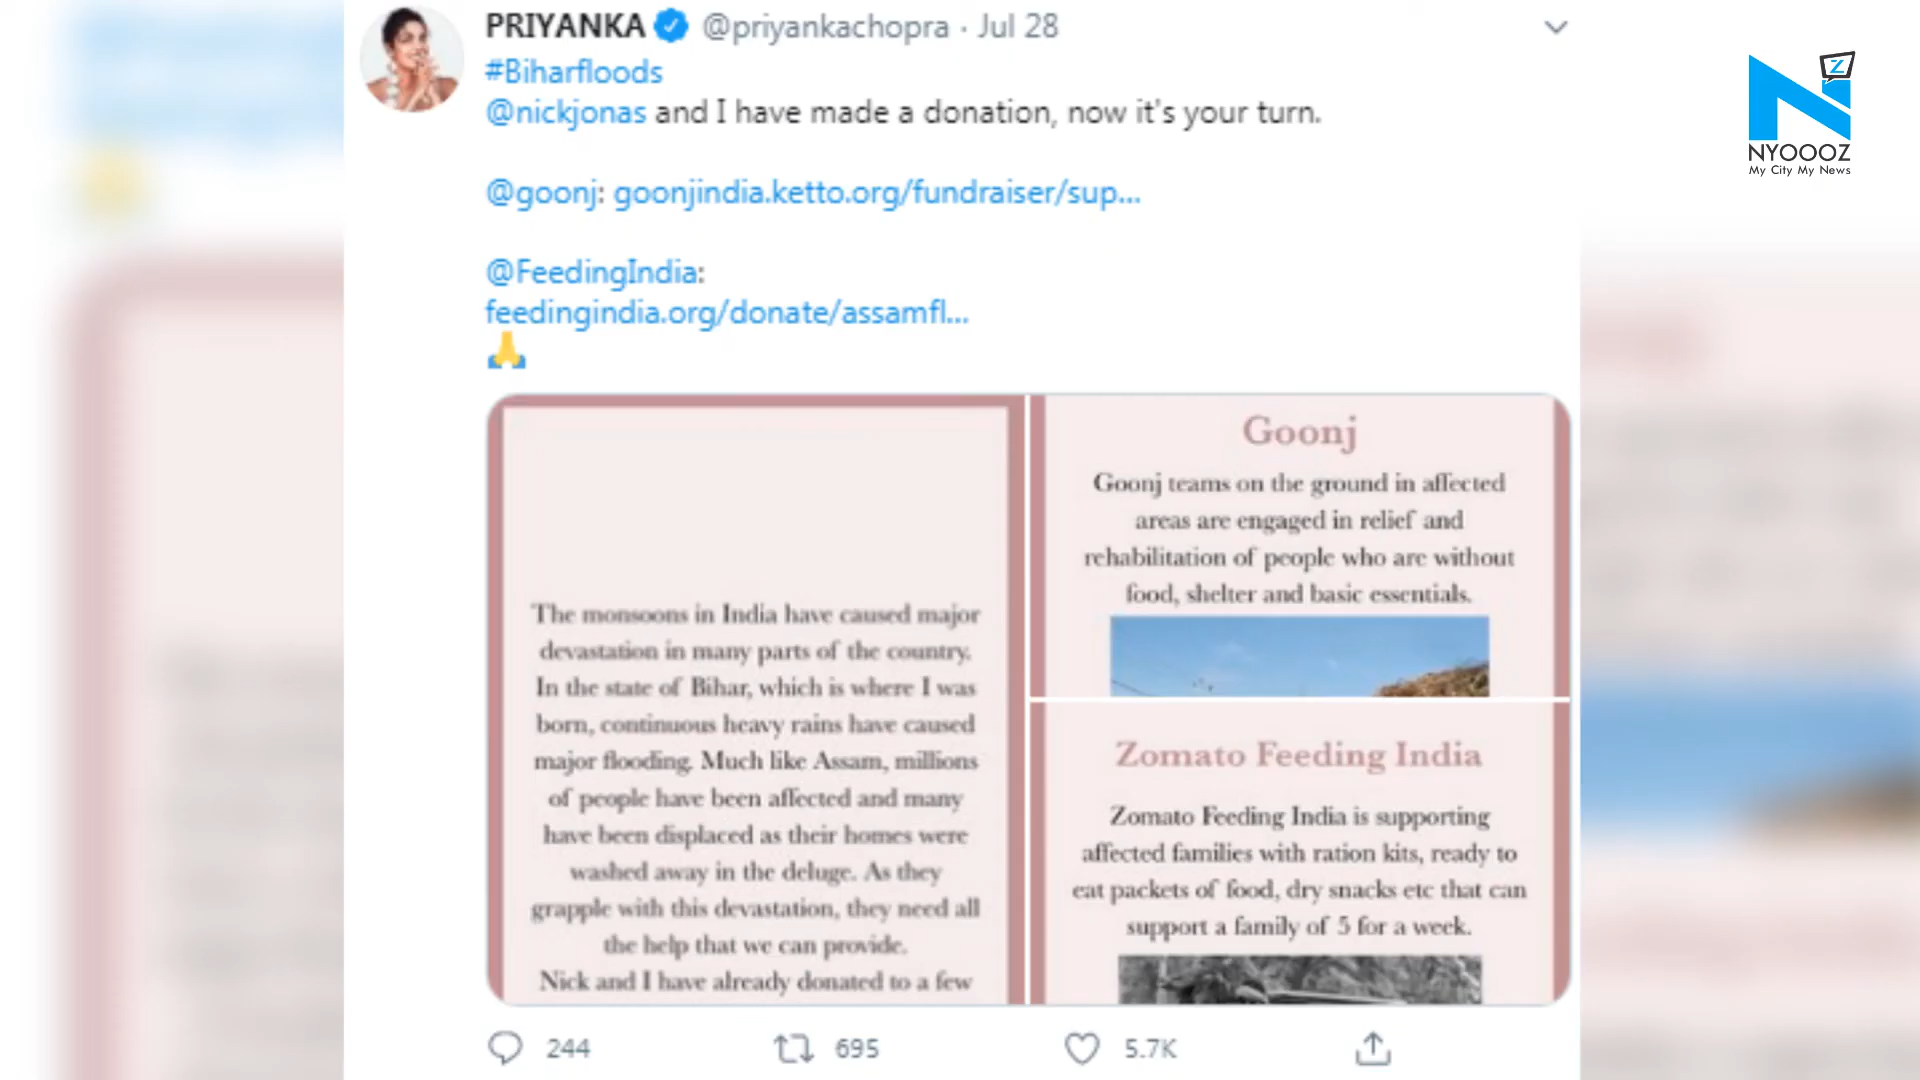 PRIYANKA @priyankachopra · Jul 28
#Biharfloods
@nickjonas and I have made a donation, now it's your turn.
@goonj: goonjindia.ketto.org/fundraiser/sup...
@FeedingIndia:
feedingindia.org/donate/assamfl...
The monsoons in India have caused major
devastation in many parts of the country.
In the state of Bihar, which is where I was
born, continuous heavy rains have caused
major flooding. Much like Assam, millions
of people have been affected and many
have been displaced as their homes were
washed away in the deluge. As they
grapple with this devastation, they need all
the help that we can provide.
Nick and I have already donated to a few
Goonj
Goonj teams on the ground in affected
areas are engaged in relief and
rehabilitation of people who are without
food, shelter and basic essentials.
Zomato Feeding India
Zomato Feeding India is supporting
affected families with ration kits, ready to
eat packets of food, dry snacks etc that can
support a family of 5 for a week.
244 695 5.7K
Z
NYOOOZ
My City My News